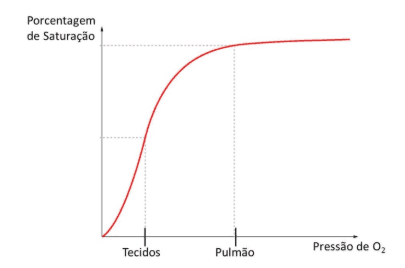 Porcentagem
de Saturação
Tecidos
Pulmão
Pressão de O₂